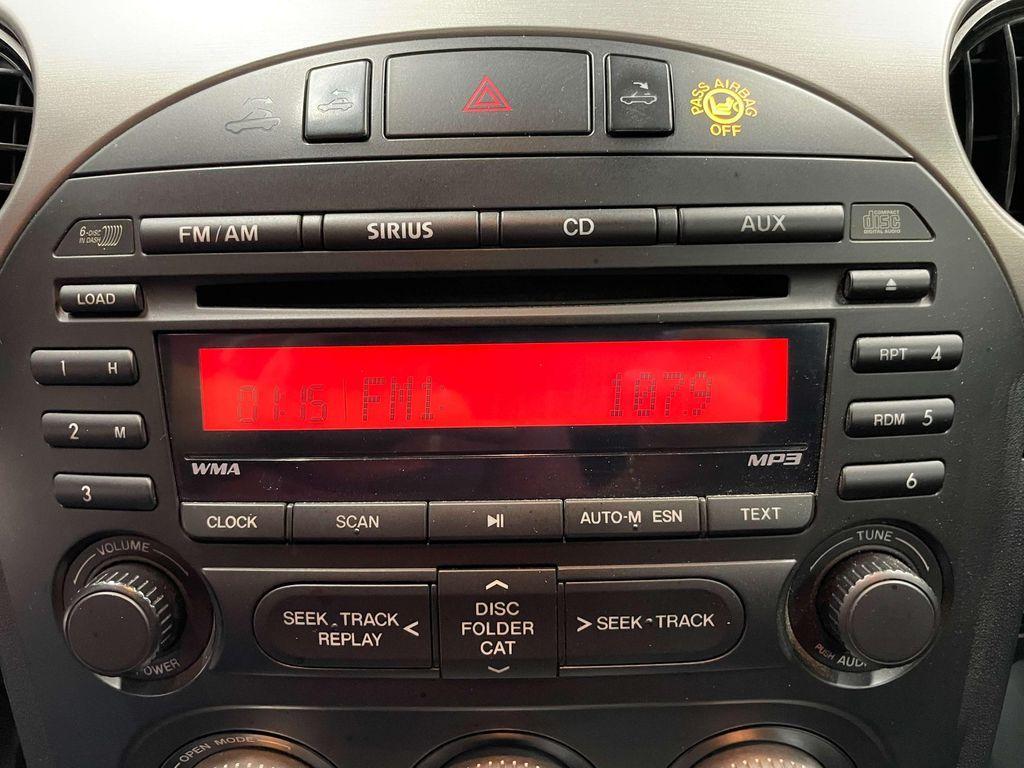 PASS AIRBAG
OFF
6-DISC
IN DASH
FM/AM
SIRIUS
CD
AUX
COMPACT
disc
DIGITAL AUDIO
LOAD
1 H
RPT 4
2 M
RDM 5
3
6
01:15 FM1: 107.9
WMA
MP3
CLOCK
SCAN
AUTO-M ESN
TEXT
VOLUME
TUNE
SEEK TRACK
REPLAY <
DISC
FOLDER
CAT
> SEEK TRACK
PUSH
OPEN MODE